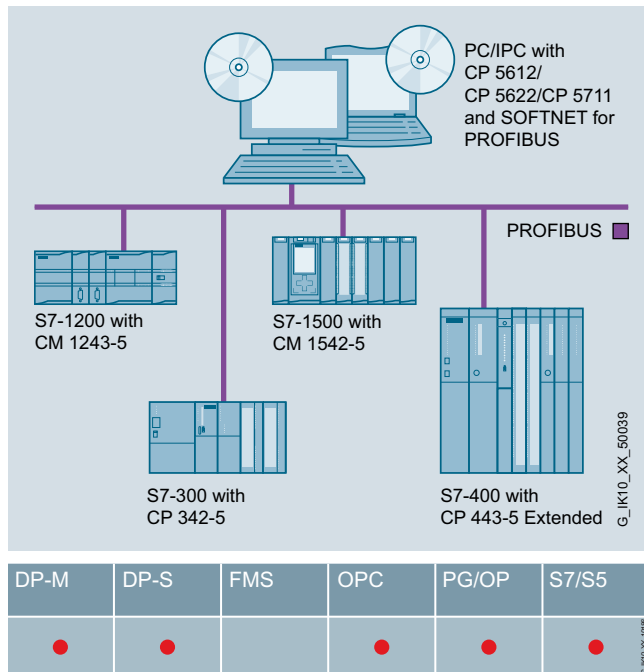 PC/IPC with
CP 5612/
CP 5622/CP 5711
and SOFTNET for
PROFIBUS
PROFIBUS
S7-1200 with
CM 1243-5
S7-1500 with
CM 1542-5
S7-300 with
CP 342-5
S7-400 with
CP 443-5 Extended
G_IK10_XX_50039
DP-M DP-S FMS OPC PG/OP S7/S5